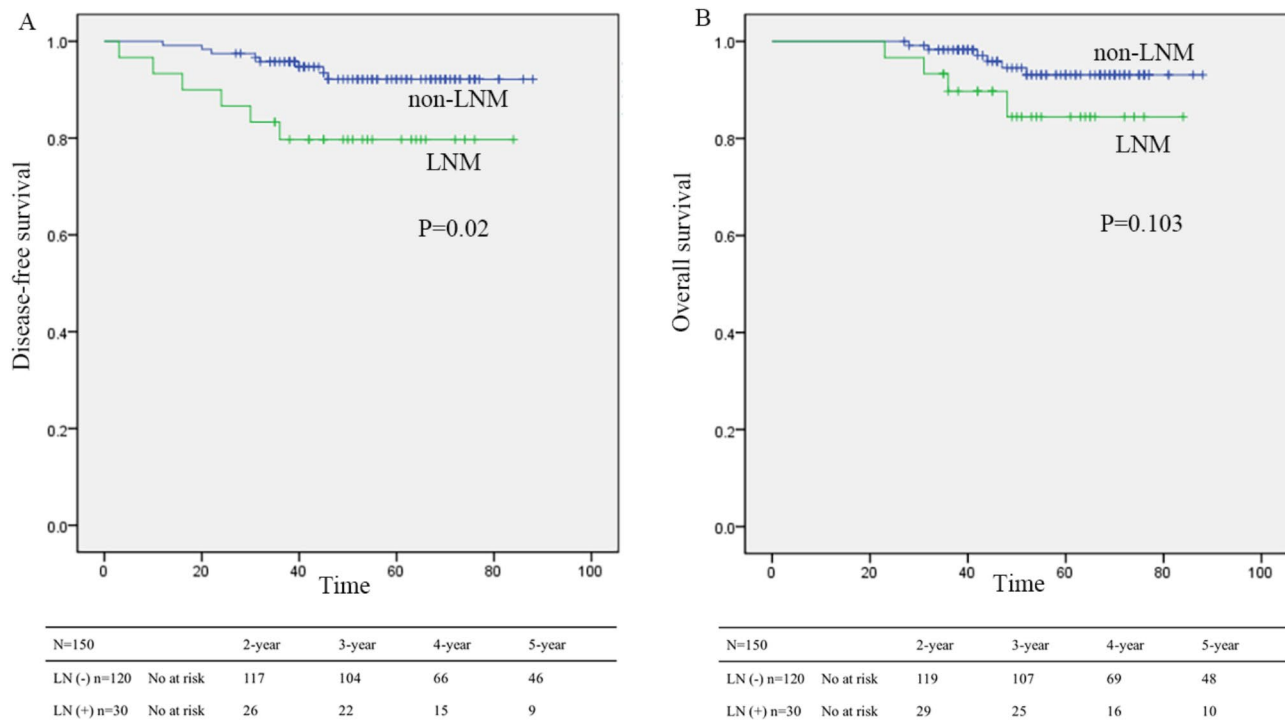 A
1.0
0.8
0.6
0.4
0.2
0.0
Disease-free survival
non-LNM
LNM
P=0.02
0 20 40 60 80 100
Time
N=150 2-year 3-year 4-year 5-year
LN (-) n=120 No at risk 117 104 66 46
LN (+) n=30 No at risk 26 22 15 9
B
1.0
0.8
0.6
0.4
0.2
0.0
Overall survival
non-LNM
LNM
P=0.103
0 20 40 60 80 100
Time
N=150 2-year 3-year 4-year 5-year
LN (-) n=120 No at risk 119 107 69 48
LN (+) n=30 No at risk 29 25 16 10